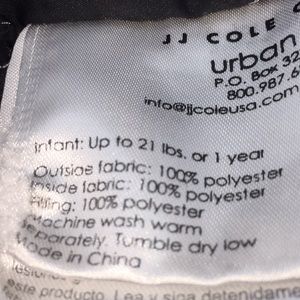 JJ COLE
urban
P.O. Box 32
800.987.
info@jjcoleusa.com
Infant: Up to 21 lbs. or 1 year
Outside fabric: 100% polyester
Inside fabric: 100% polyester
Filling: 100% polyester
Machine wash warm
separately. Tumble dry low
Made in China
este producto. Lea y siga detenidame